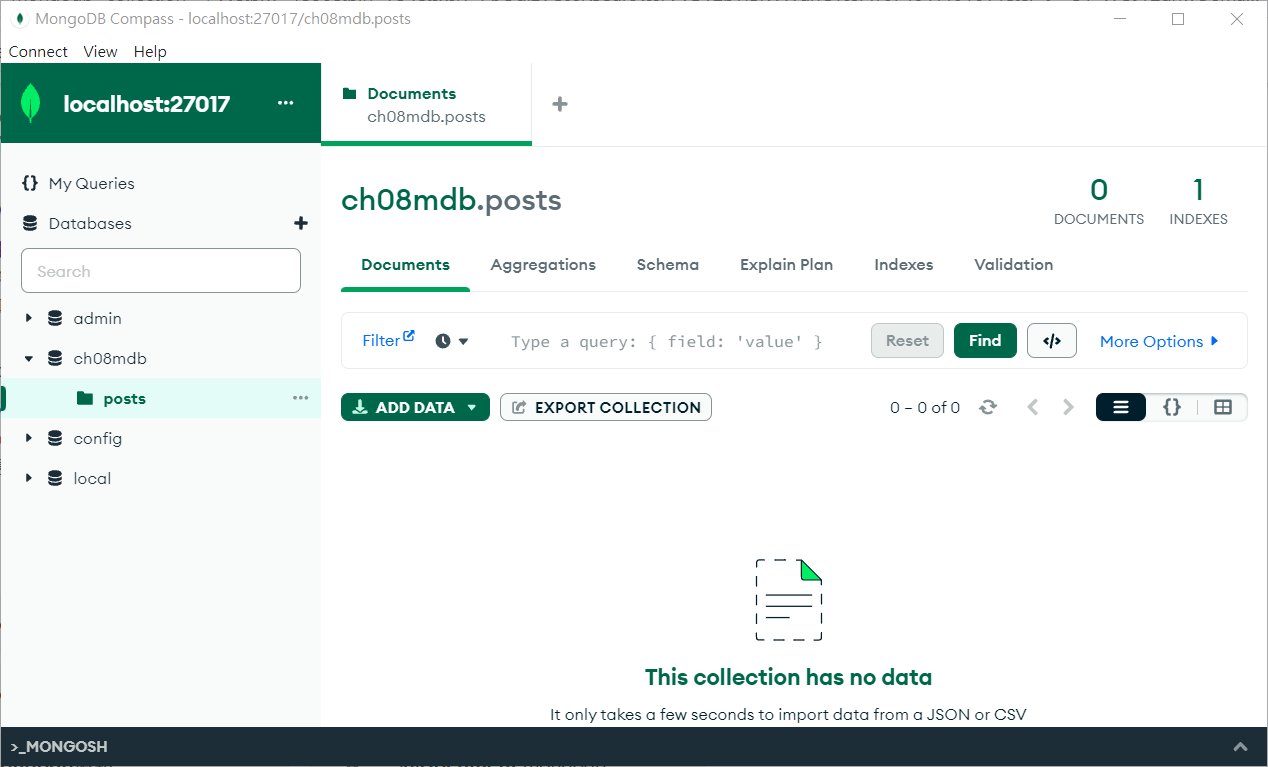 MongoDB Compass - localhost:27017/ch08mdb.posts
Connect View Help
localhost:27017 ···
Documents
ch08mdb.posts
My Queries
Databases
Search
admin
ch08mdb
posts
config
local
ch08mdb.posts
0
DOCUMENTS
1
INDEXES
Documents Aggregations Schema Explain Plan Indexes Validation
Filter Type a query: { field: 'value' } Reset Find </> More Options
ADD DATA EXPORT COLLECTION 0 – 0 of 0 {}
This collection has no data
It only takes a few seconds to import data from a JSON or CSV
>_MONGOSH